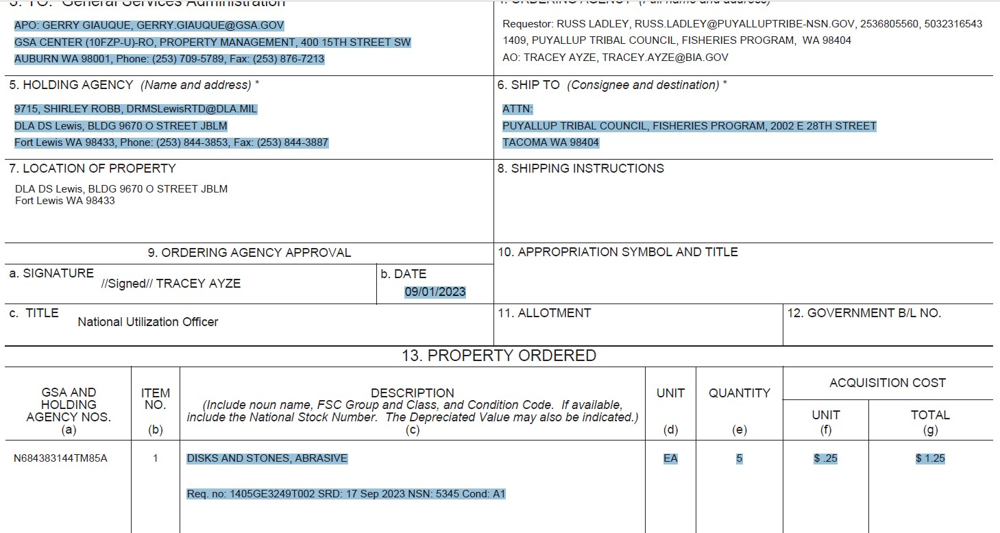 3. TO: General Services Administration
APO: GERRY GIAUQUE, GERRY.GIAUQUE@GSA.GOV
GSA CENTER (10FZP-U)-RO, PROPERTY MANAGEMENT, 400 15TH STREET SW
AUBURN WA 98001, Phone: (253) 709-5789, Fax: (253) 876-7213
ORDERING AGENCY (Full name and address)
Requestor: RUSS LADLEY, RUSS.LADLEY@PUYALLUPTRIBE-NSN.GOV, 2536805560, 5032316543
1409, PUYALLUP TRIBAL COUNCIL, FISHERIES PROGRAM, WA 98404
AO: TRACEY AYZE, TRACEY.AYZE@BIA.GOV
5. HOLDING AGENCY (Name and address) *
9715, SHIRLEY ROBB, DRMSLewisRTD@DLA.MIL
DLA DS Lewis, BLDG 9670 O STREET JBLM
Fort Lewis WA 98433, Phone: (253) 844-3853, Fax: (253) 844-3887
6. SHIP TO (Consignee and destination) *
ATTN:
PUYALLUP TRIBAL COUNCIL, FISHERIES PROGRAM, 2002 E 28TH STREET
TACOMA WA 98404
7. LOCATION OF PROPERTY
DLA DS Lewis, BLDG 9670 O STREET JBLM
Fort Lewis WA 98433
8. SHIPPING INSTRUCTIONS
9. ORDERING AGENCY APPROVAL
a. SIGNATURE
//Signed// TRACEY AYZE
b. DATE
09/01/2023
10. APPROPRIATION SYMBOL AND TITLE
c. TITLE
National Utilization Officer
11. ALLOTMENT
12. GOVERNMENT B/L NO.
13. PROPERTY ORDERED
GSA AND
HOLDING
AGENCY NOS.
(a)
ITEM
NO.
(b)
DESCRIPTION
(Include noun name, FSC Group and Class, and Condition Code. If available,
include the National Stock Number. The Depreciated Value may also be indicated.)
(c)
UNIT
(d)
QUANTITY
(e)
ACQUISITION COST
UNIT
(f)
TOTAL
(g)
N684383144TM85A
1
DISKS AND STONES, ABRASIVE
EA
5
$ .25
$ 1.25
Req. no: 1405GE3249T002 SRD: 17 Sep 2023 NSN: 5345 Cond: A1